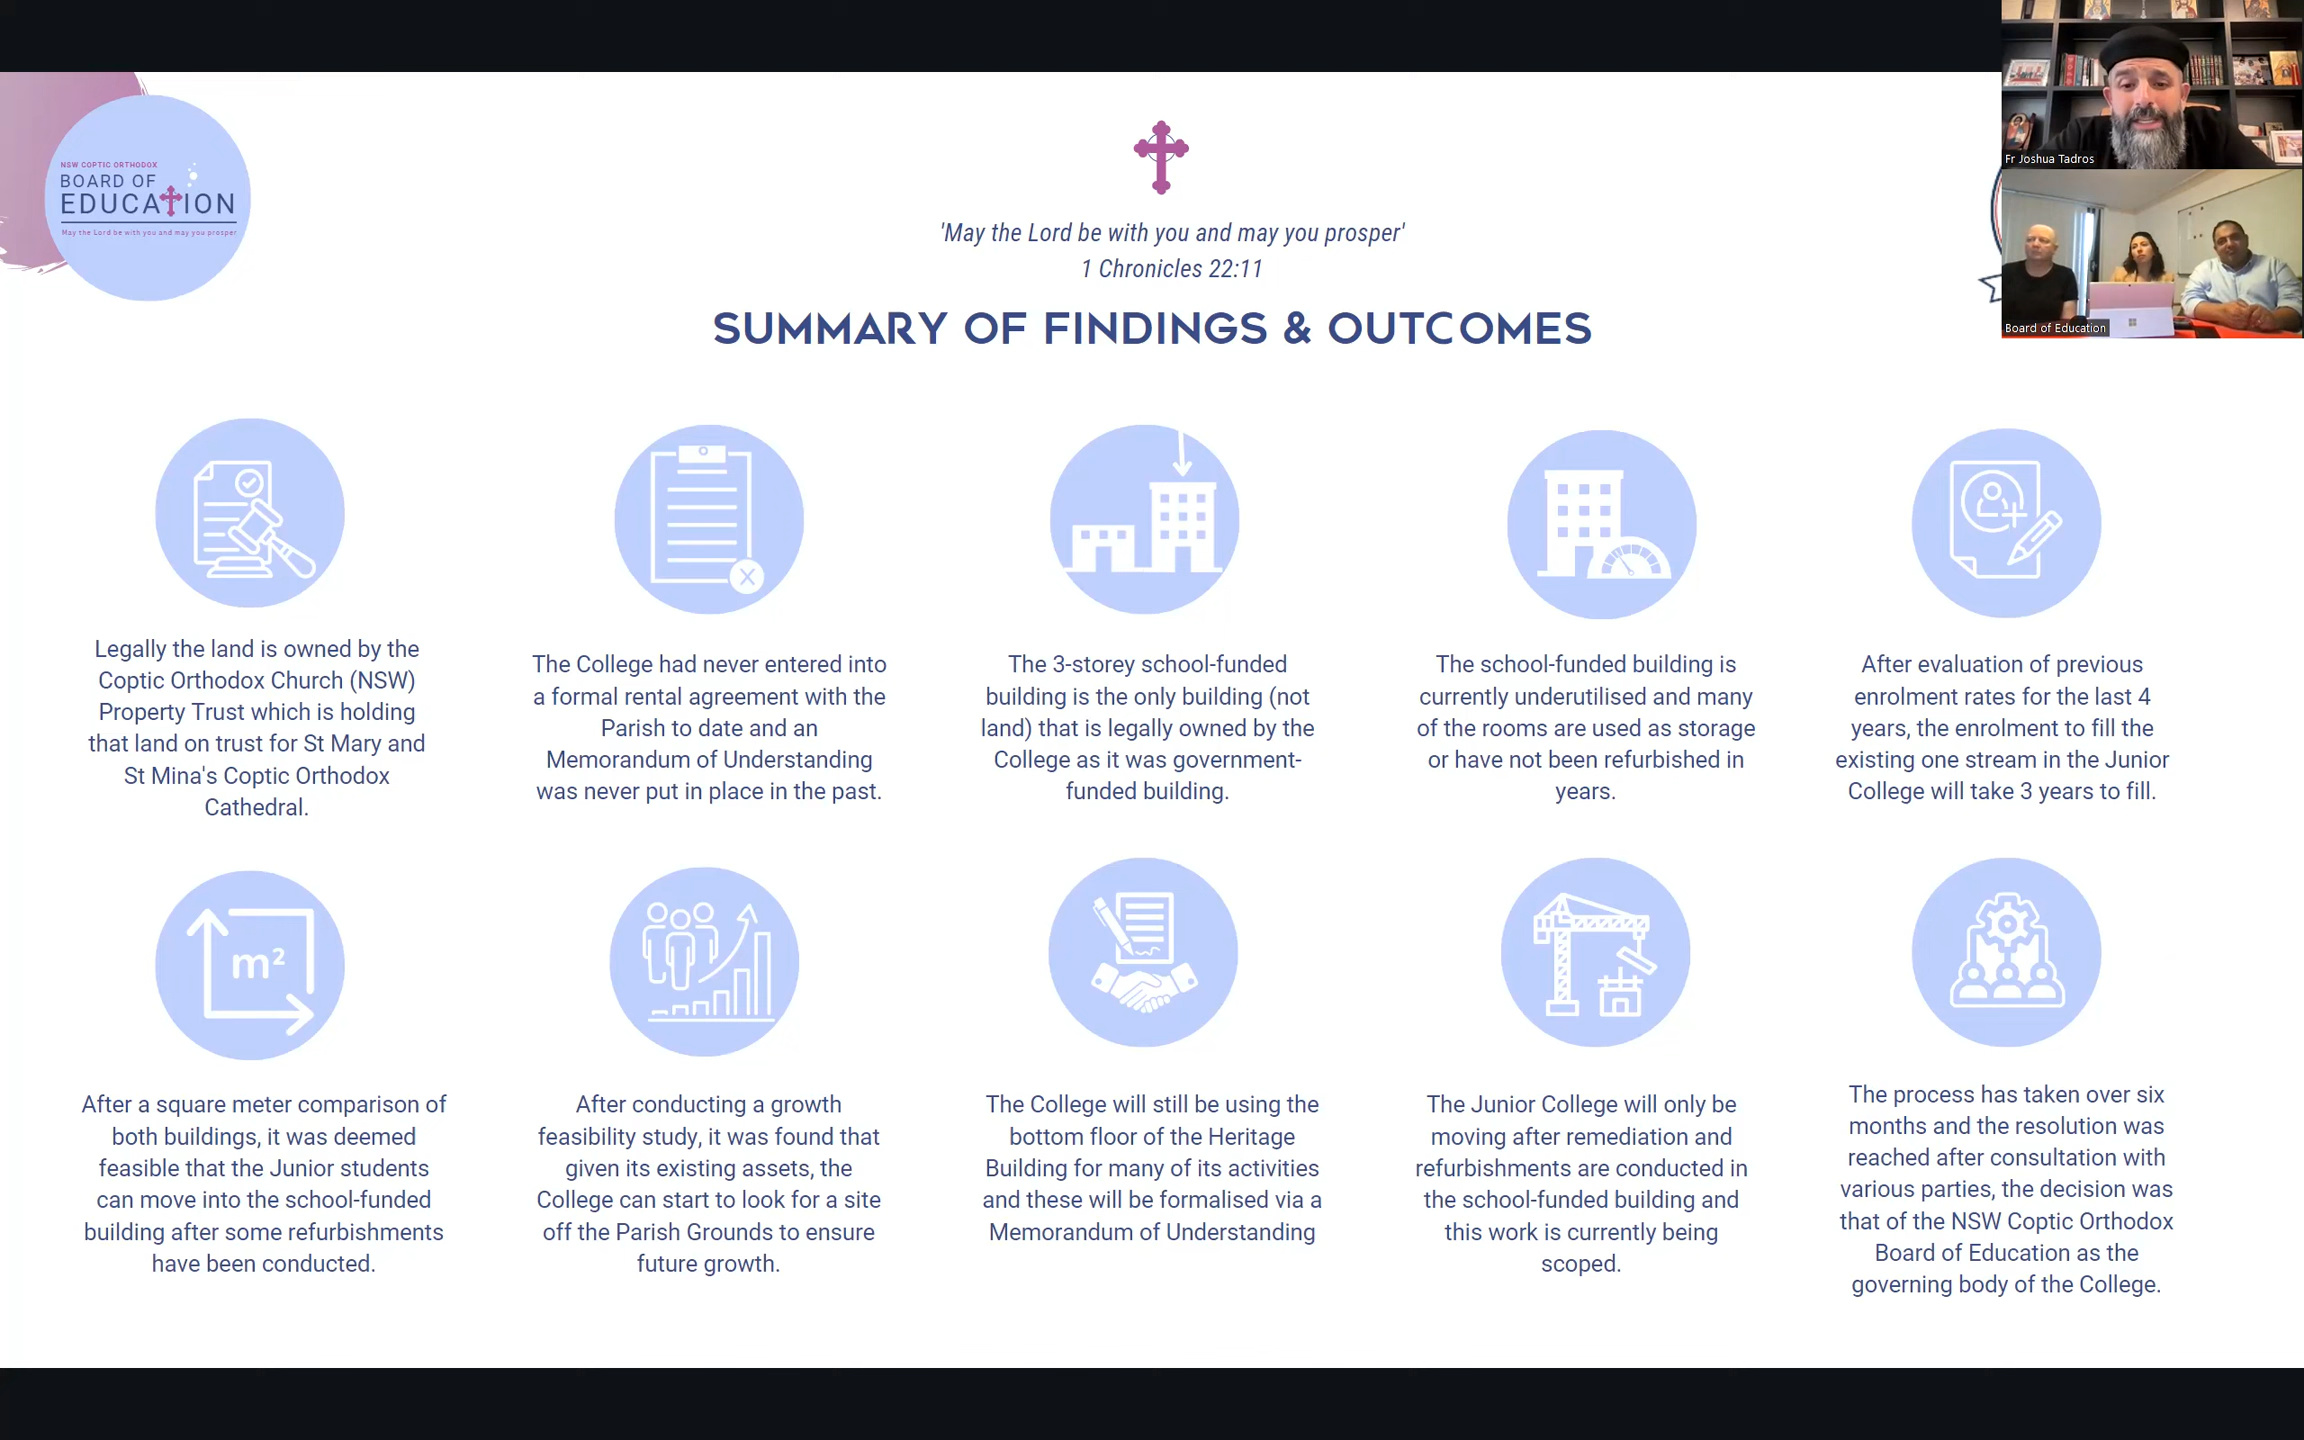 NSW COPTIC ORTHODOX
BOARD OF
EDUCATION
May the Lord be with you and may you prosper
'May the Lord be with you and may you prosper'
1 Chronicles 22:11
SUMMARY OF FINDINGS & OUTCOMES
Fr Joshua Tadros
Board of Education
Legally the land is owned by the
Coptic Orthodox Church (NSW)
Property Trust which is holding
that land on trust for St Mary and
St Mina's Coptic Orthodox
Cathedral.
The College had never entered into
a formal rental agreement with the
Parish to date and an
Memorandum of Understanding
was never put in place in the past.
The 3-storey school-funded
building is the only building (not
land) that is legally owned by the
College as it was government-
funded building.
The school-funded building is
currently underutilised and many
of the rooms are used as storage
or have not been refurbished in
years.
After evaluation of previous
enrolment rates for the last 4
years, the enrolment to fill the
existing one stream in the Junior
College will take 3 years to fill.
m²
After a square meter comparison of
both buildings, it was deemed
feasible that the Junior students
can move into the school-funded
building after some refurbishments
have been conducted.
After conducting a growth
feasibility study, it was found that
given its existing assets, the
College can start to look for a site
off the Parish Grounds to ensure
future growth.
The College will still be using the
bottom floor of the Heritage
Building for many of its activities
and these will be formalised via a
Memorandum of Understanding
The Junior College will only be
moving after remediation and
refurbishments are conducted in
the school-funded building and
this work is currently being
scoped.
The process has taken over six
months and the resolution was
reached after consultation with
various parties, the decision was
that of the NSW Coptic Orthodox
Board of Education as the
governing body of the College.